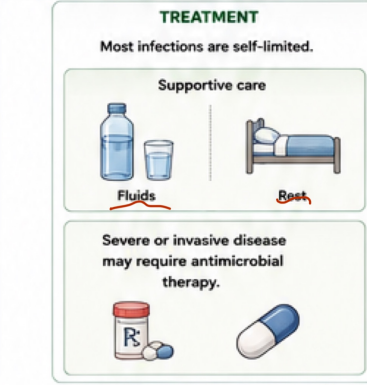 TREATMENT
Most infections are self-limited.
Supportive care
Fluids
Rest
Severe or invasive disease
may require antimicrobial
therapy.
Rx